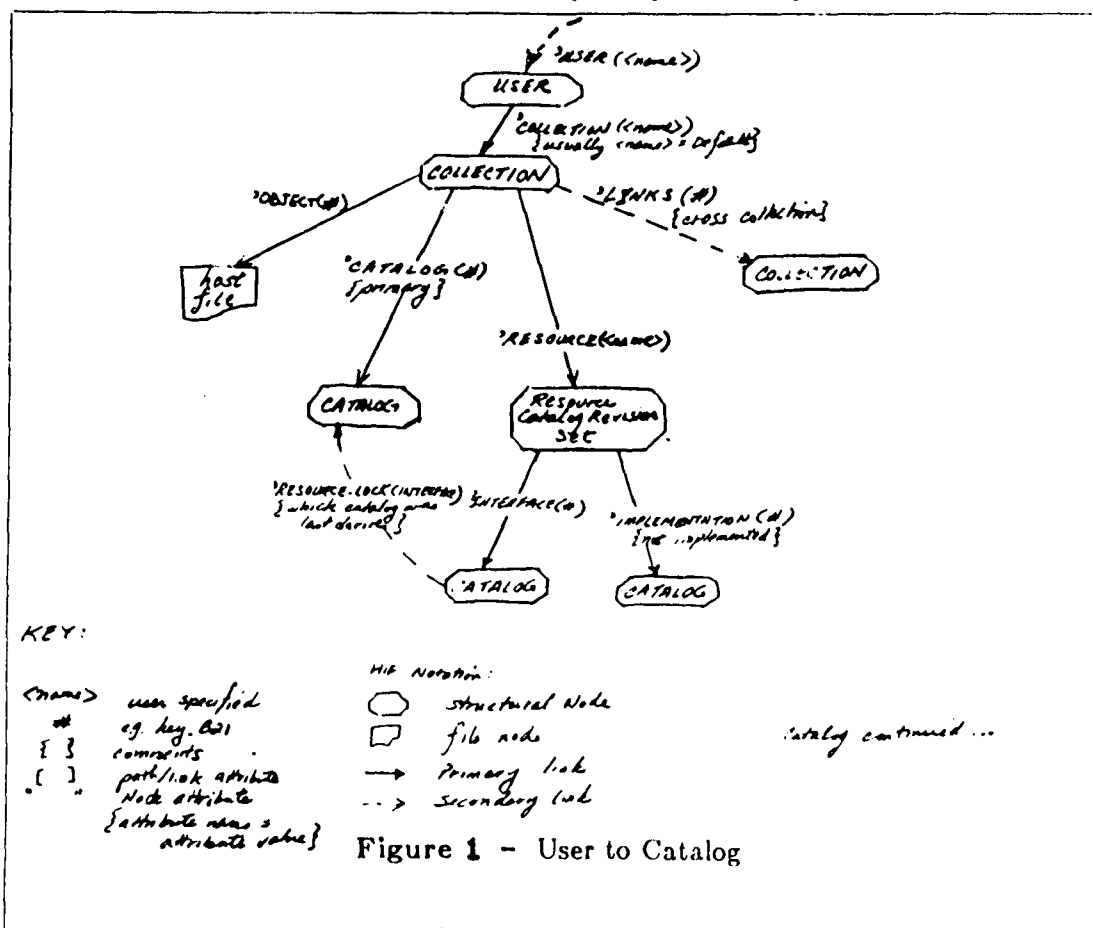 'USER (<name>)
USER
'COLLECTION (<name>)
{usually <name> = Default}
COLLECTION
'OBJECT(#)
'LINKS (#)
{cross collection}
host
file
'CATALOG(#)
{primary}
COLLECTION
'RESOURCE(<name>)
CATALOG
Resource
Catalog Revision
Set
'RESOURCE-LOCK(INTERFACE)
{which catalog was
last derived}
'INTERFACE(#)
'IMPLEMENTATION (#)
{not implemented}
CATALOG
CATALOG
KEY:
<name> user specified
# e.g. key.
{ } comments
[ ] path/link attribute
" " Node attribute
{attribute name =
attribute value}
HIF Notation:
structural Node
file node
Primary link
Secondary link
Catalog continued ...
Figure 1 - User to Catalog